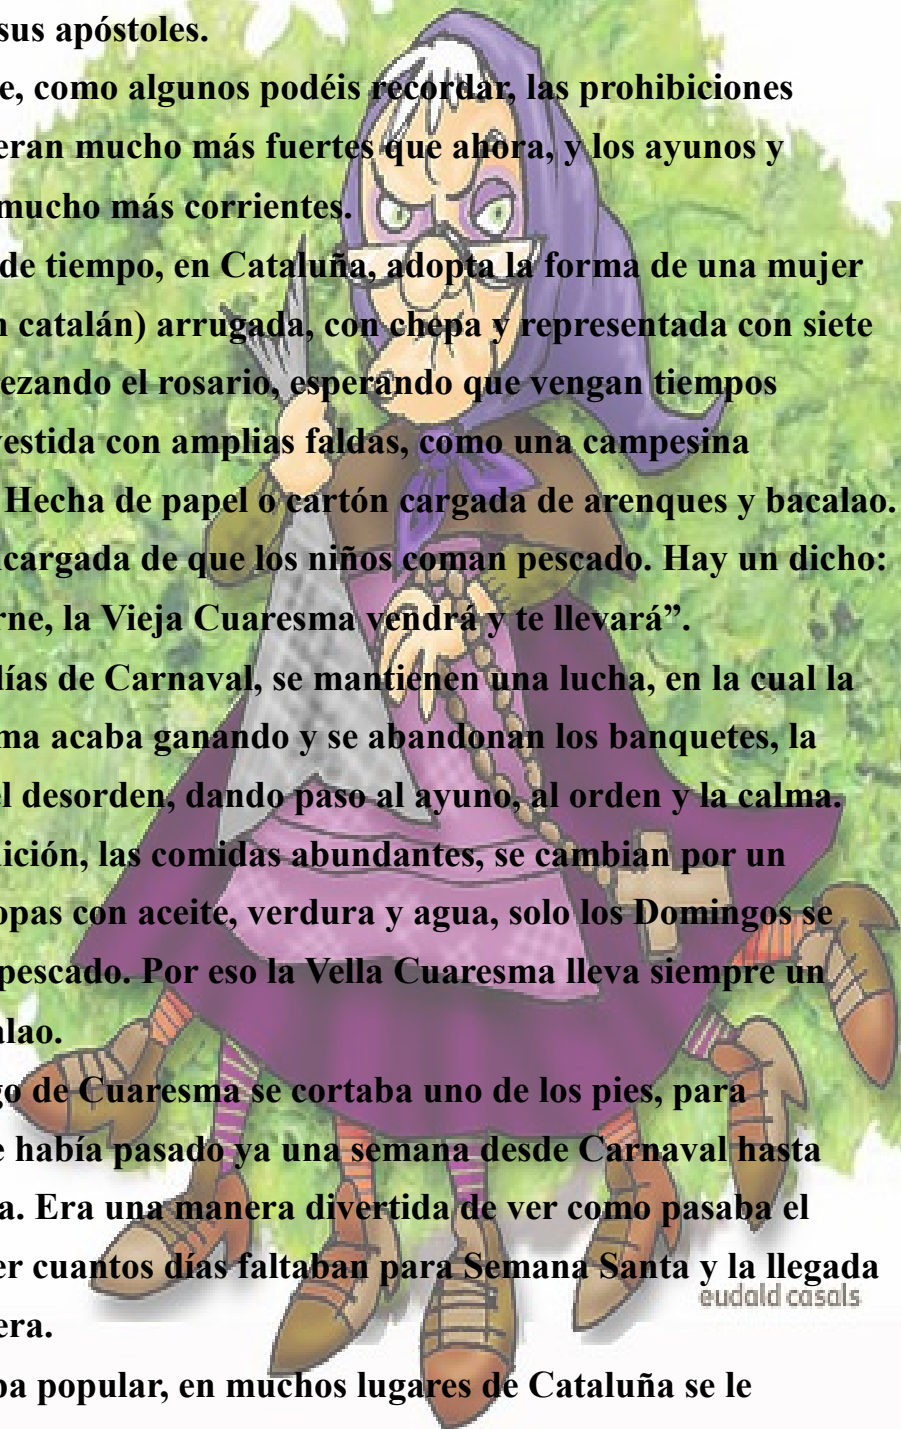 sus apóstoles.
e, como algunos podéis recordar, las prohibiciones
eran mucho más fuertes que ahora, y los ayunos y
mucho más corrientes.
de tiempo, en Cataluña, adopta la forma de una mujer
n catalán) arrugada, con chepa y representada con siete
ezando el rosario, esperando que vengan tiempos
vestida con amplias faldas, como una campesina
Hecha de papel o cartón cargada de arenques y bacalao.
cargada de que los niños coman pescado. Hay un dicho:
rne, la Vieja Cuaresma vendrá y te llevará”.
días de Carnaval, se mantienen una lucha, en la cual la
ma acaba ganando y se abandonan los banquetes, la
el desorden, dando paso al ayuno, al orden y la calma.
dición, las comidas abundantes, se cambian por un
opas con aceite, verdura y agua, solo los Domingos se
pescado. Por eso la Vella Cuaresma lleva siempre un
alao.
go de Cuaresma se cortaba uno de los pies, para
e había pasado ya una semana desde Carnaval hasta
a. Era una manera divertida de ver como pasaba el
er cuantos días faltaban para Semana Santa y la llegada
eudald casals
era.
pa popular, en muchos lugares de Cataluña se le